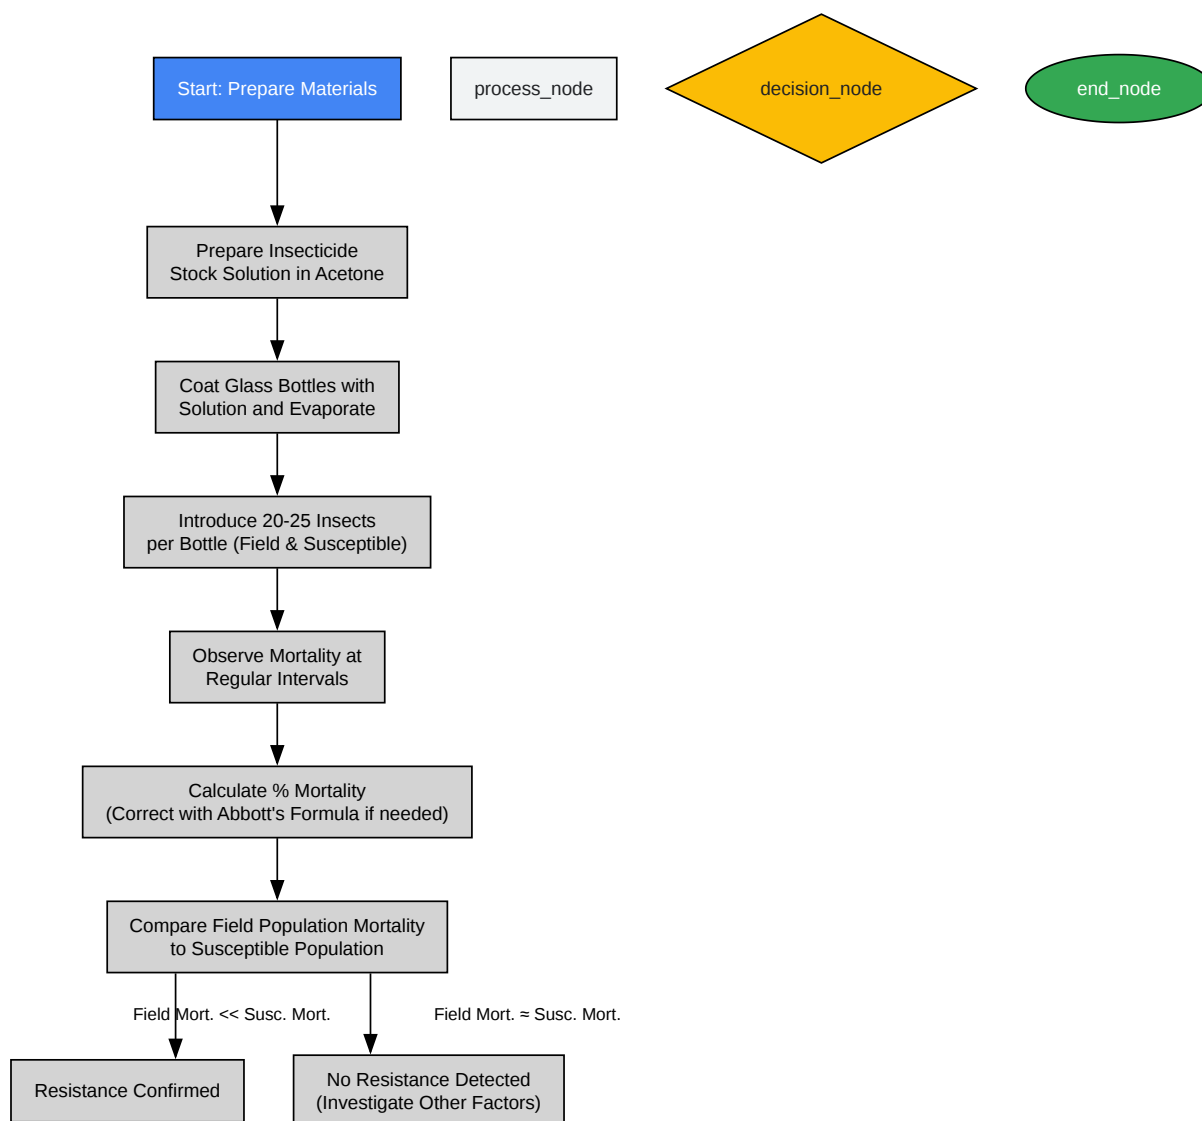 Start: Prepare Materials
process_node
decision_node
end_node
Prepare Insecticide
Stock Solution in Acetone
Coat Glass Bottles with
Solution and Evaporate
Introduce 20-25 Insects
per Bottle (Field & Susceptible)
Observe Mortality at
Regular Intervals
Calculate % Mortality
(Correct with Abbott's Formula if needed)
Compare Field Population Mortality
to Susceptible Population
Field Mort. << Susc. Mort.
Field Mort. ≈ Susc. Mort.
Resistance Confirmed
No Resistance Detected
(Investigate Other Factors)